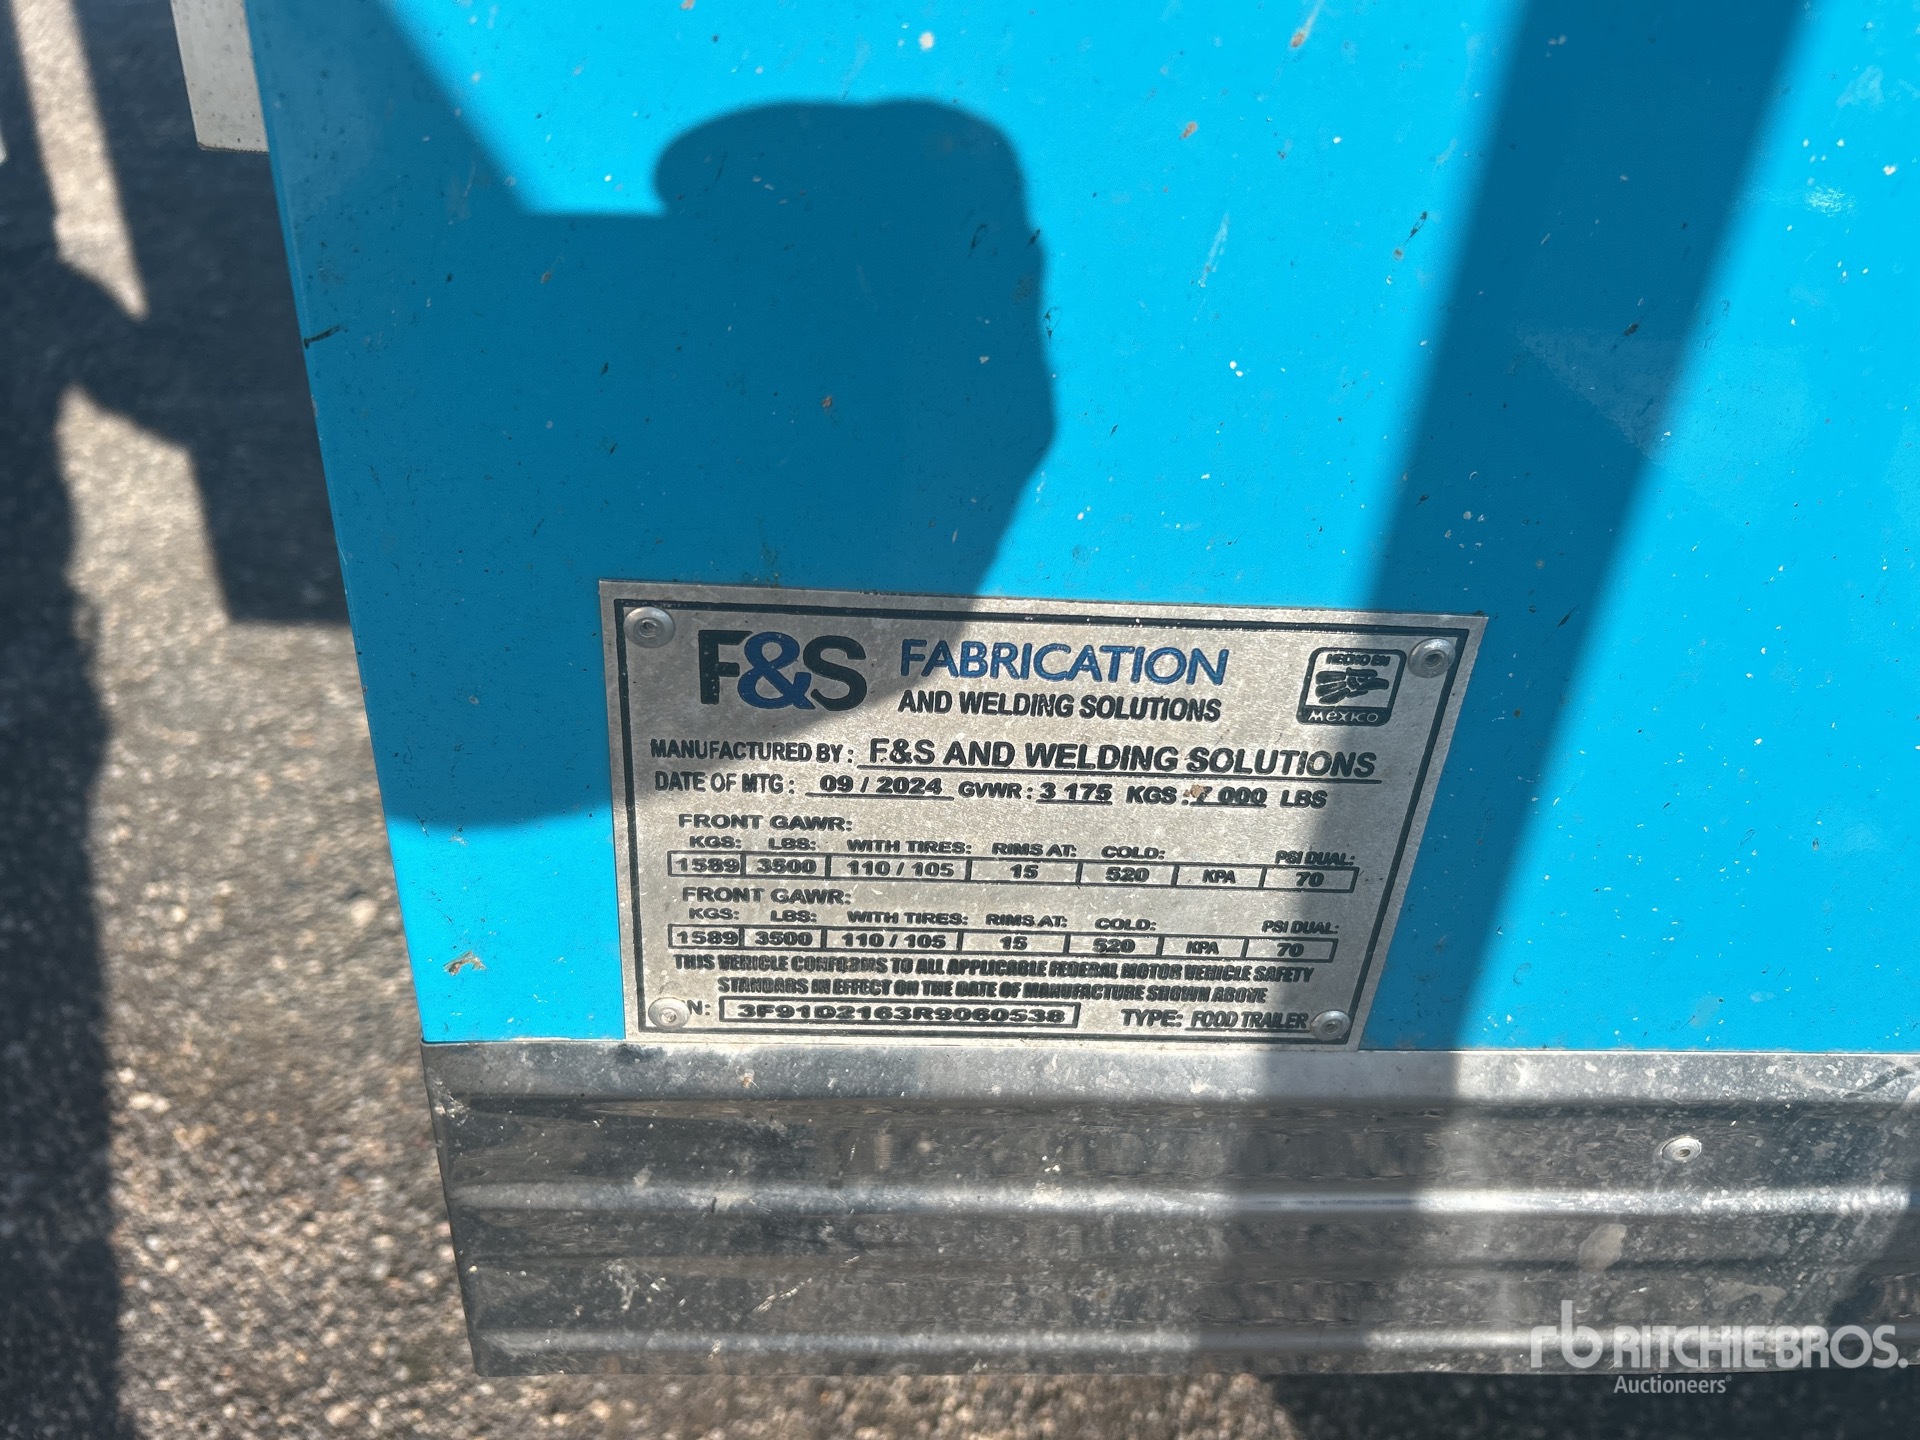 F&S FABRICATION
AND WELDING SOLUTIONS
HECHO EN
MéXICO
MANUFACTURED BY: F&S AND WELDING SOLUTIONS
DATE OF MTG: 09 / 2024 GVWR: 3 175 KGS: 7 000 LBS
FRONT GAWR:
KGS: LBS: WITH TIRES: RIMS AT: COLD: PSI DUAL:
1589 3500 110 / 105 15 520 KPA 70
FRONT GAWR:
KGS: LBS: WITH TIRES: RIMS AT: COLD: PSI DUAL:
1589 3500 110 / 105 15 520 KPA 70
THIS VEHICLE CONFORMS TO ALL APPLICABLE FEDERAL MOTOR VEHICLE SAFETY
STANDARS IN EFFECT ON THE DATE OF MANUFACTURE SHOWN ABOVE
N: 3F91D2163R9060538 TYPE: FOOD TRAILER
rb RITCHIE BROS.
Auctioneers